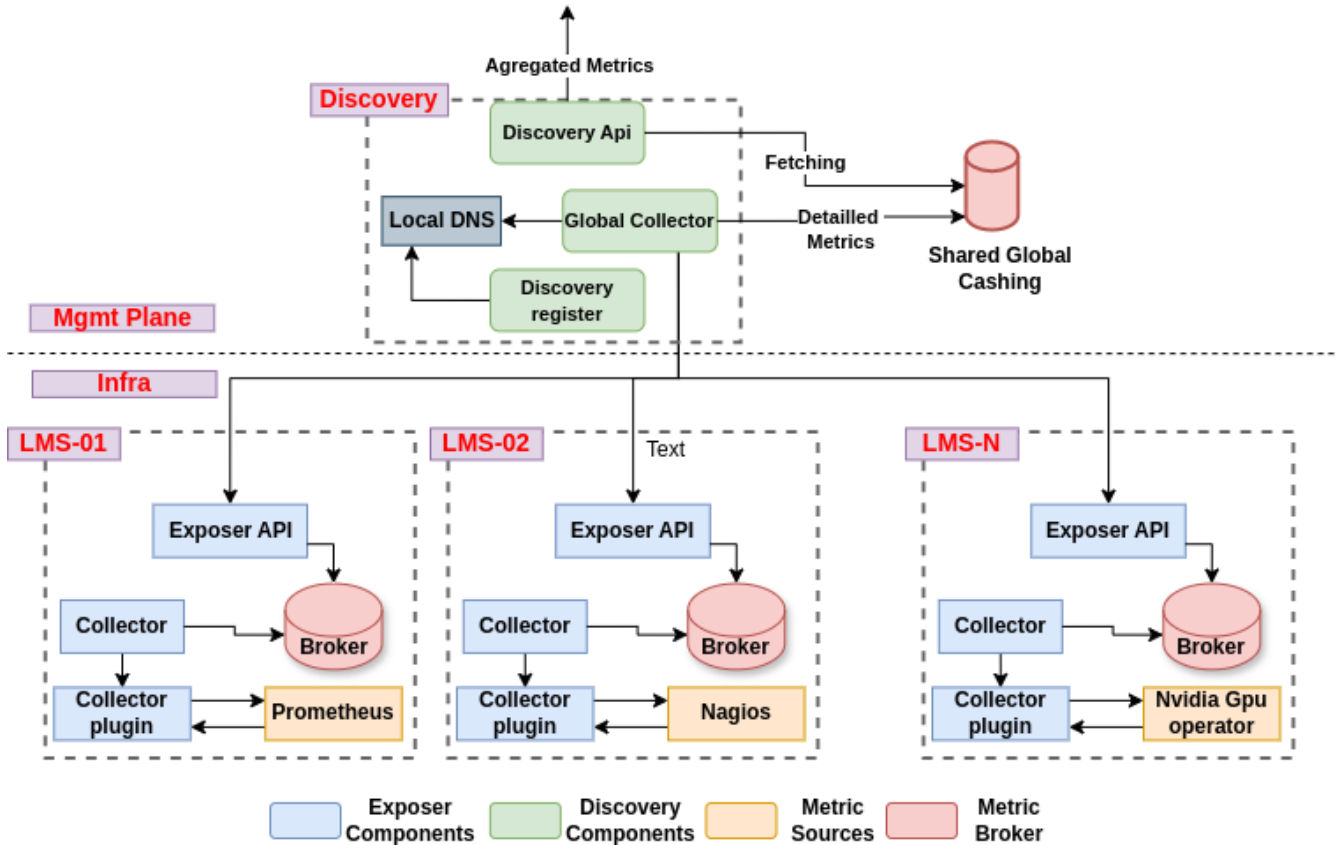 Agregated Metrics
Discovery
Discovery Api
Fetching
Local DNS
Global Collector
Detailled
Metrics
Shared Global
Cashing
Discovery
register
Mgmt Plane
Infra
LMS-01
LMS-02
Text
LMS-N
Exposer API
Exposer API
Exposer API
Collector
Broker
Collector
Broker
Collector
Broker
Collector
plugin
Prometheus
Collector
plugin
Nagios
Collector
plugin
Nvidia Gpu
operator
Exposer
Components
Discovery
Components
Metric
Sources
Metric
Broker